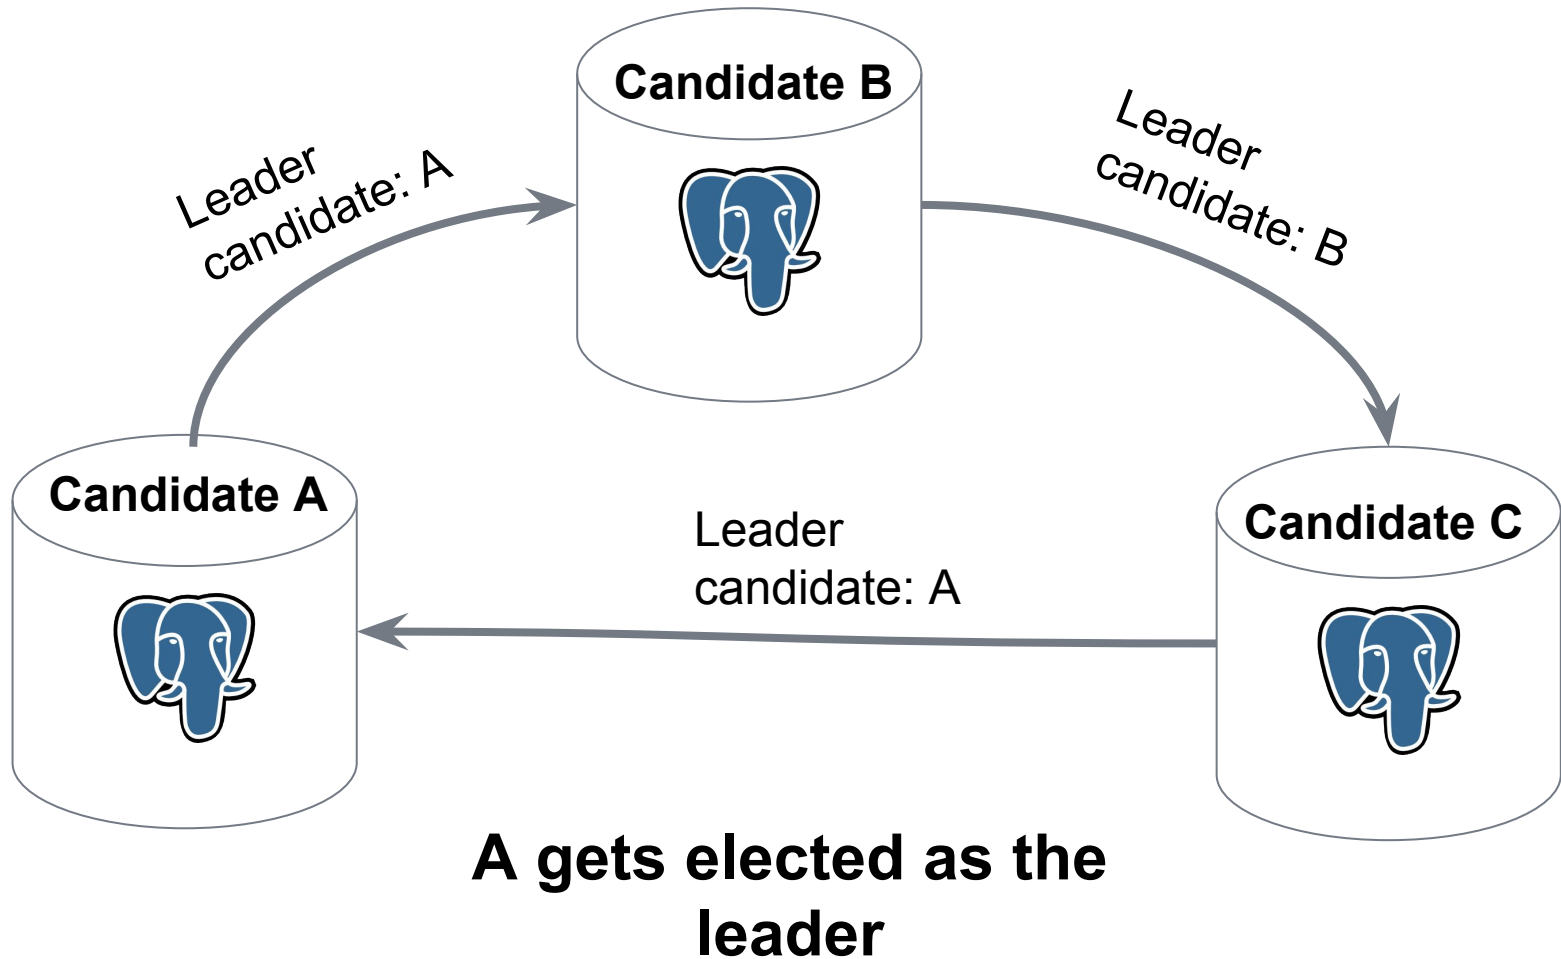 Candidate B
Leader
candidate: A
Leader
candidate: B
Candidate A
Candidate C
Leader
candidate: A
A gets elected as the
leader